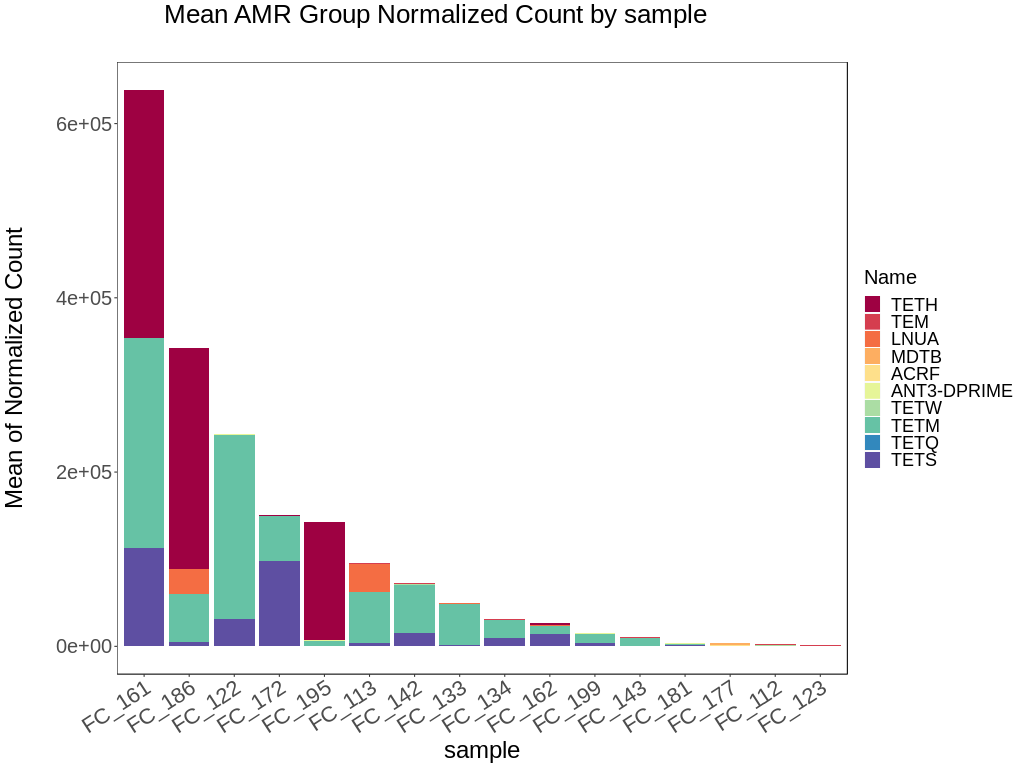 Mean AMR Group Normalized Count by sample
Mean of Normalized Count
6e+05
4e+05
2e+05
0e+00
FC_161
FC_186
FC_122
FC_172
FC_195
FC_113
FC_142
FC_133
FC_134
FC_162
FC_199
FC_143
FC_181
FC_177
FC_112
FC_123
sample
Name
TETH
TEM
LNUA
MDTB
ACRF
ANT3-DPRIME
TETW
TETM
TETQ
TETS